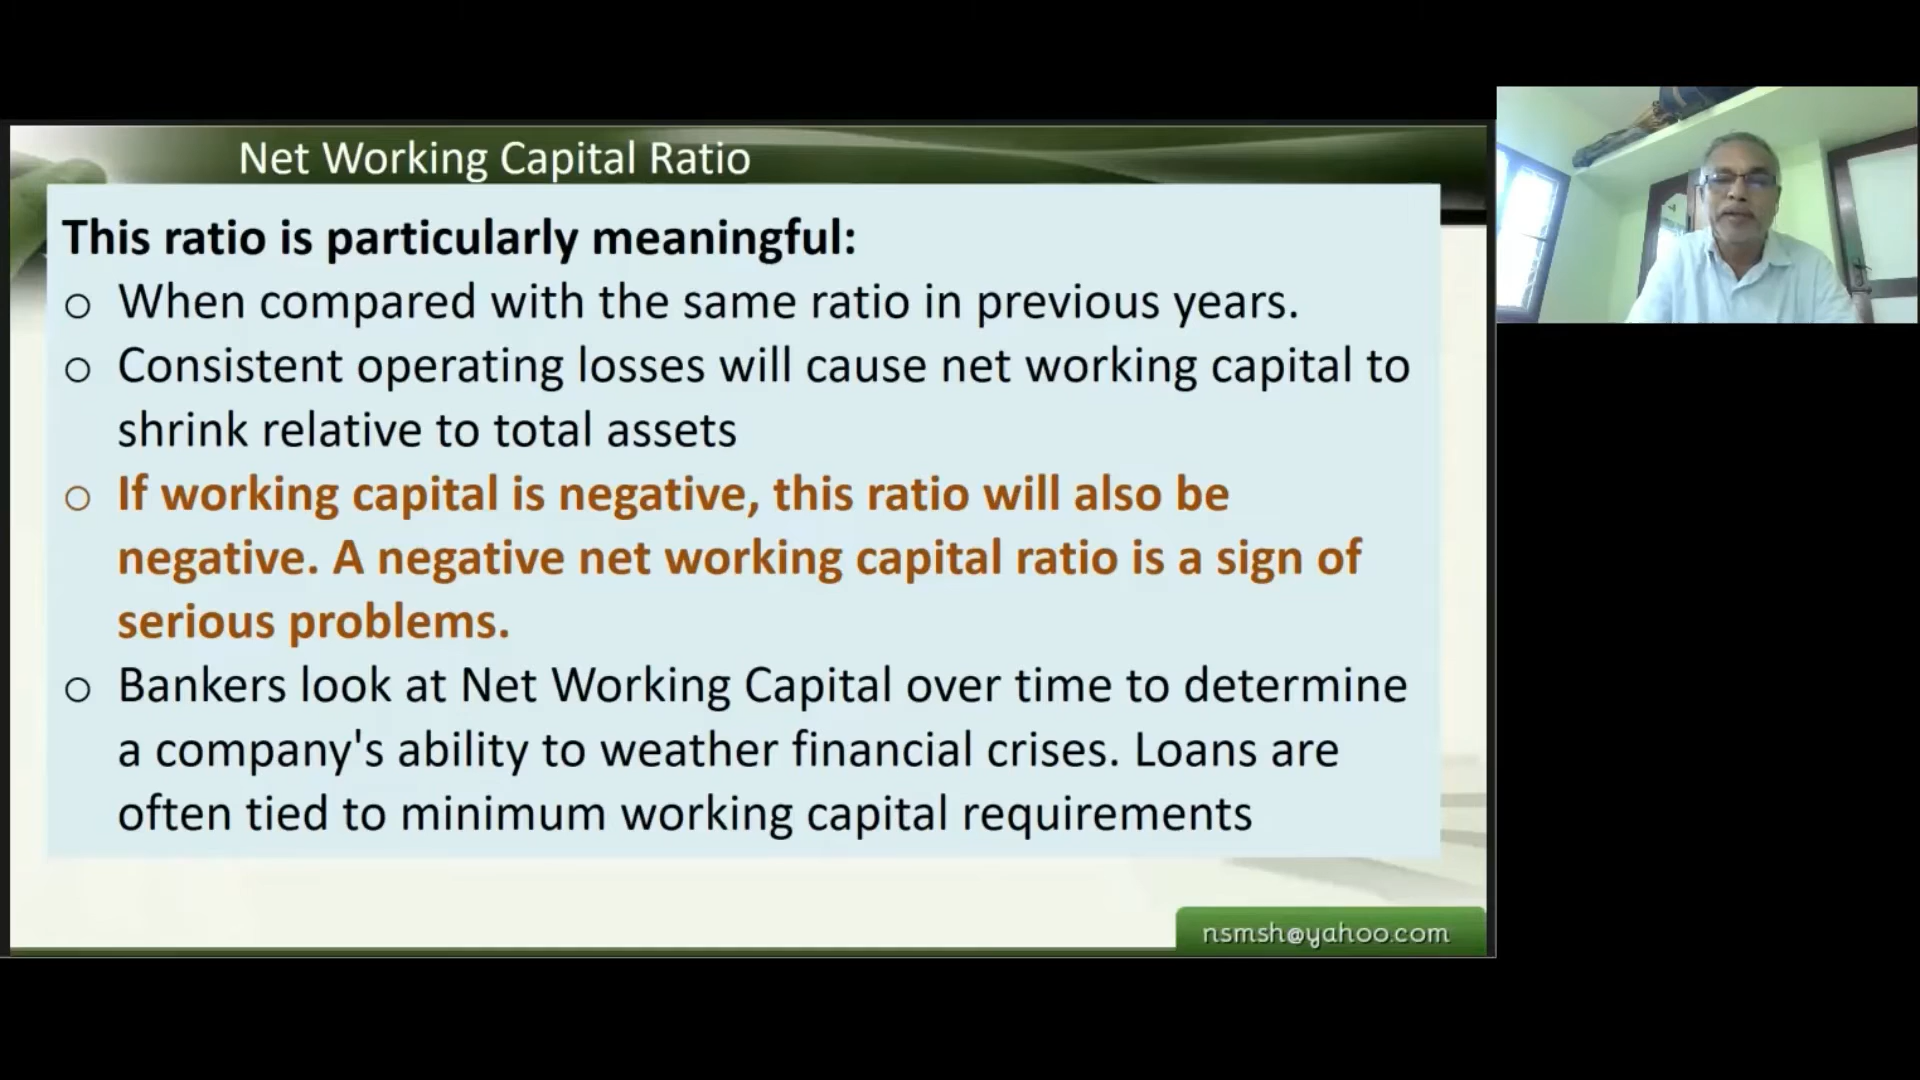 Net Working Capital Ratio
This ratio is particularly meaningful:
o When compared with the same ratio in previous years.
o Consistent operating losses will cause net working capital to
shrink relative to total assets
o If working capital is negative, this ratio will also be
negative. A negative net working capital ratio is a sign of
serious problems.
o Bankers look at Net Working Capital over time to determine
a company's ability to weather financial crises. Loans are
often tied to minimum working capital requirements
nsmsh@yahoo.com